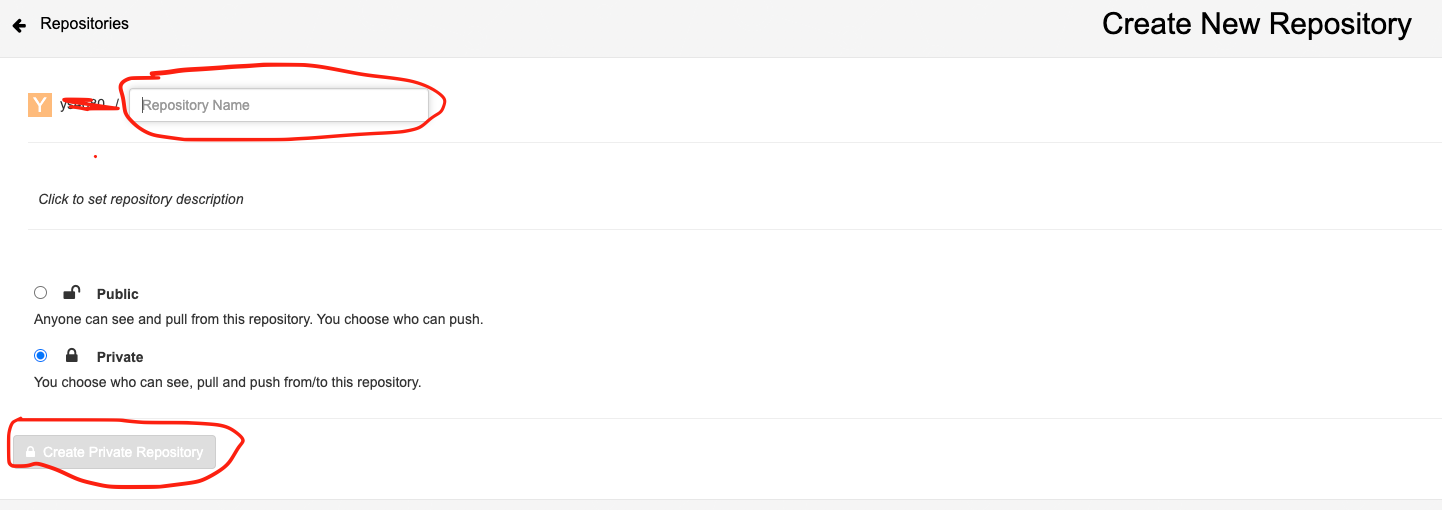 Repositories
Create New Repository
Y
/
Repository Name
Click to set repository description
Public
Anyone can see and pull from this repository. You choose who can push.
Private
You choose who can see, pull and push from/to this repository.
Create Private Repository